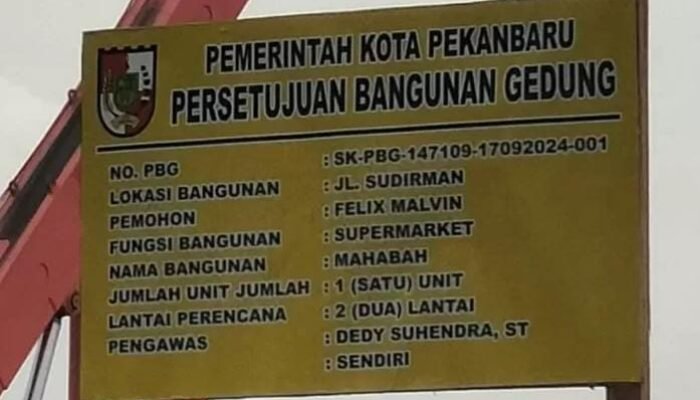 PEMERINTAH KOTA PEKANBARU
PERSETUJUAN BANGUNAN GEDUNG
NO. PBG : SK-PBG-147109-17092024-001
LOKASI BANGUNAN : JL. SUDIRMAN
PEMOHON : FELIX MALVIN
FUNGSI BANGUNAN : SUPERMARKET
NAMA BANGUNAN : MAHABAH
JUMLAH UNIT JUMLAH : 1 (SATU) UNIT
LANTAI PERENCANA : 2 (DUA) LANTAI
PENGAWAS : DEDY SUHENDRA, ST
: SENDIRI